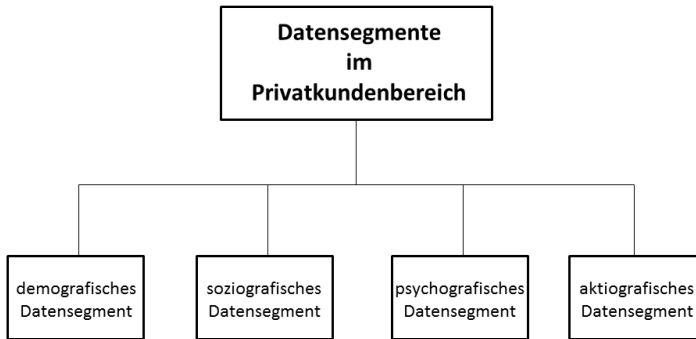 Datensegmente
im
Privatkundenbereich
demografisches
Datensegment
soziografisches
Datensegment
psychografisches
Datensegment
aktiografisches
Datensegment